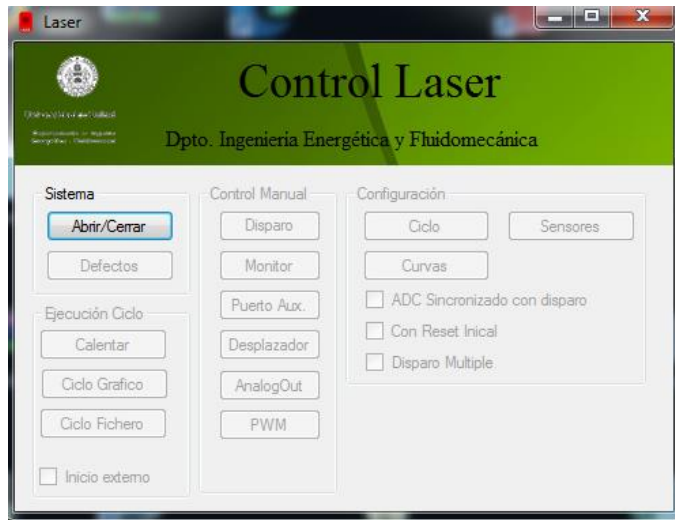 Laser
Control Laser
Dpto. Ingenieria Energética y Fluidomecánica
Sistema
Abrir/Cerrar
Defectos
Ejecución Ciclo
Calentar
Ciclo Grafico
Ciclo Fichero
Inicio externo
Control Manual
Disparo
Monitor
Puerto Aux.
Desplazador
AnalogOut
PWM
Configuración
Ciclo
Sensores
Curvas
ADC Sincronizado con disparo
Con Reset Inical
Disparo Multiple